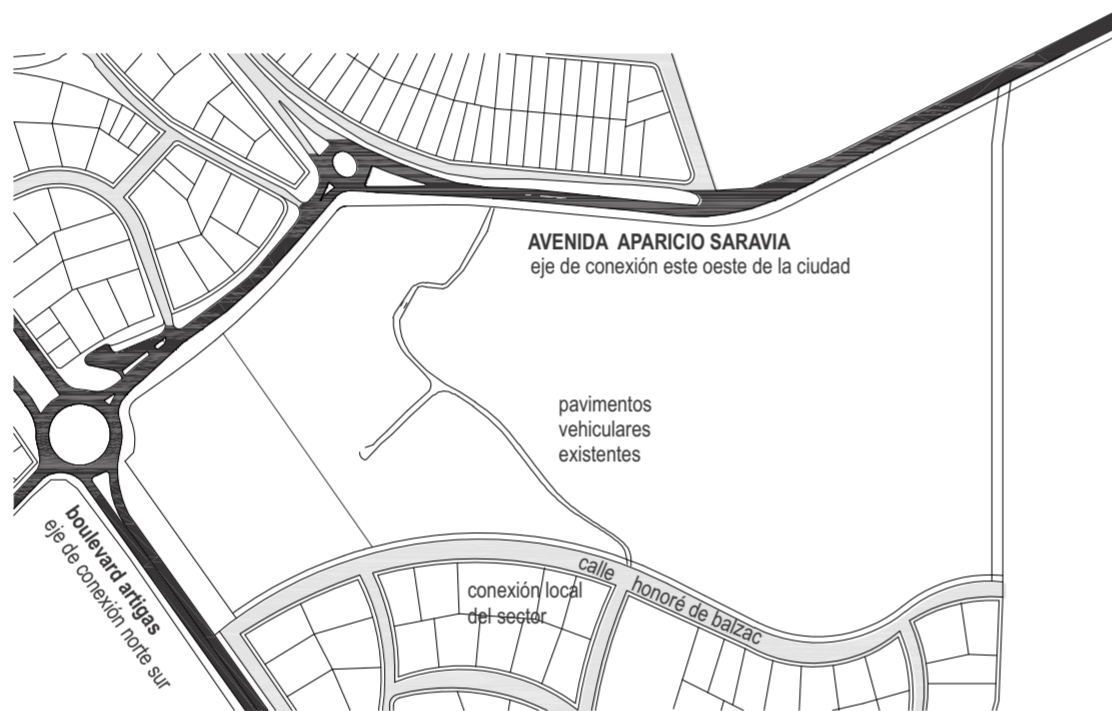 AVENIDA APARICIO SARAVIA
eje de conexión este oeste de la ciudad
pavimentos
vehiculares
existentes
boulevard artigas
eje de conexión norte sur
calle honoré de balzac
conexión local
del sector